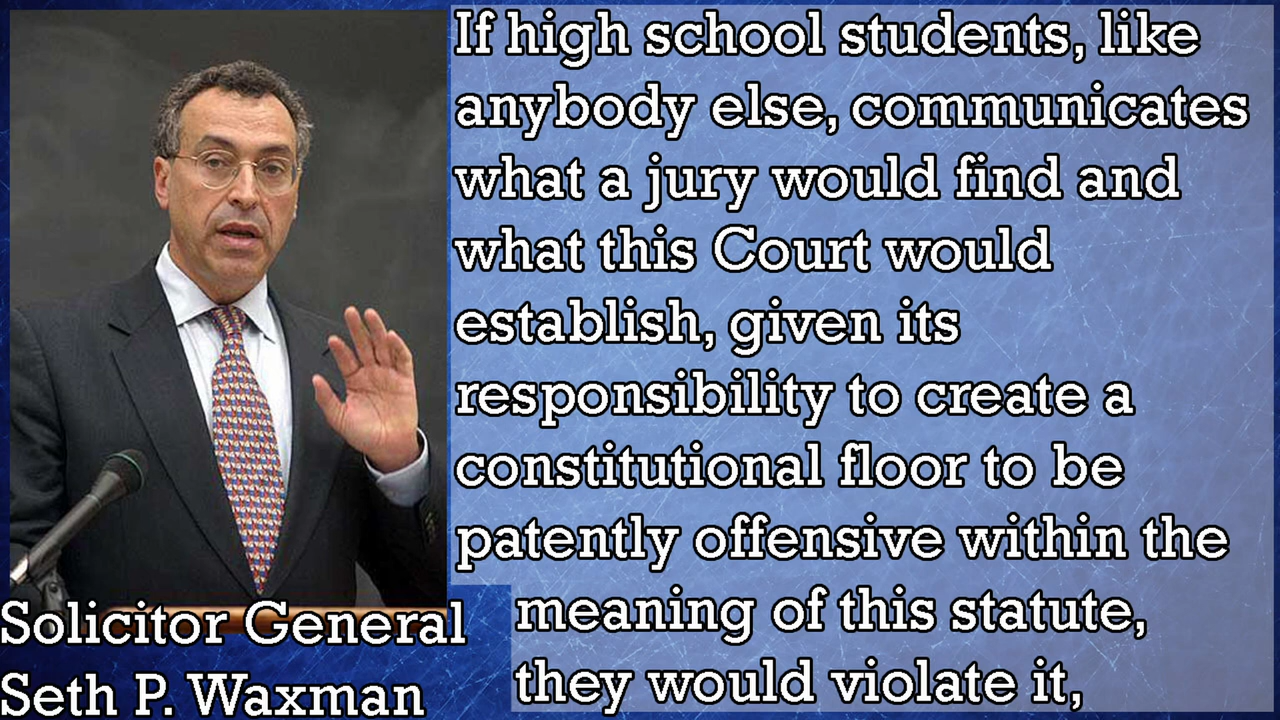 If high school students, like
anybody else, communicates
what a jury would find and
what this Court would
establish, given its
responsibility to create a
constitutional floor to be
patently offensive within the
meaning of this statute,
they would violate it,
Solicitor General
Seth P. Waxman